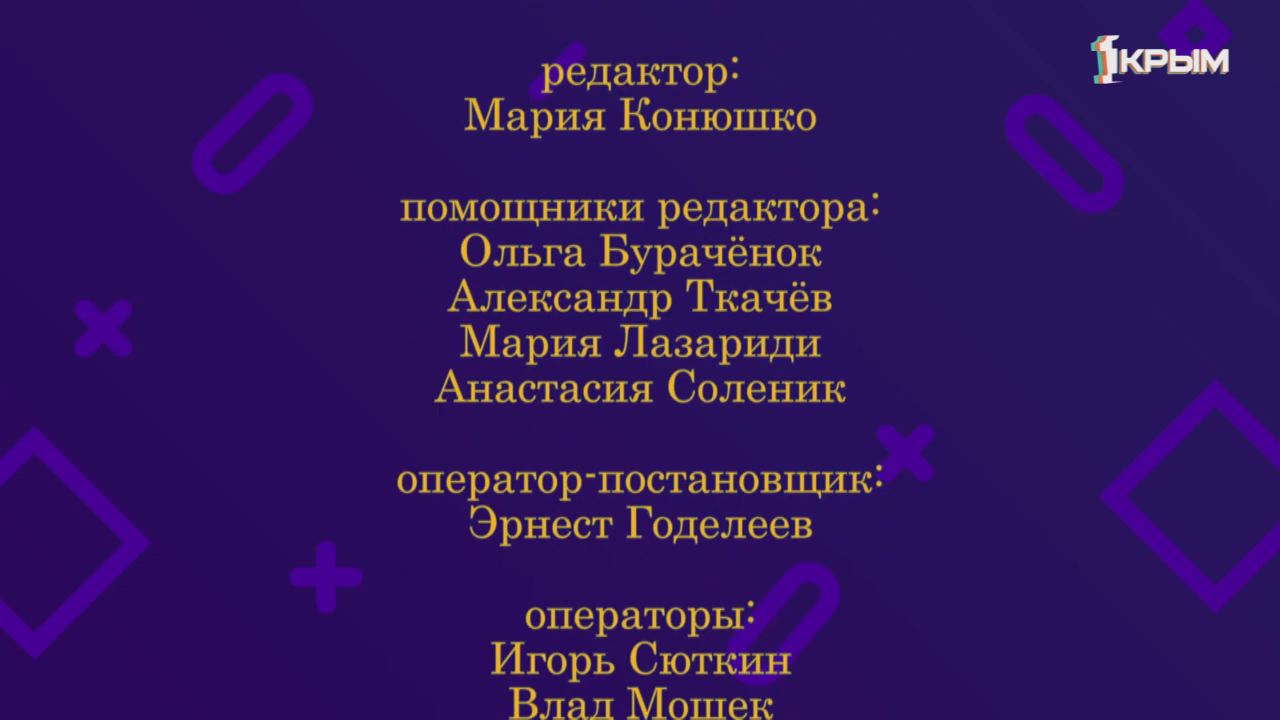 1КРЫМ
редактор:
Мария Конюшко
помощники редактора:
Ольга Бурачёнок
Александр Ткачёв
Мария Лазариди
Анастасия Соленик
оператор-постановщик:
Эрнест Годелеев
операторы:
Игорь Сюткин
Влад Мошек